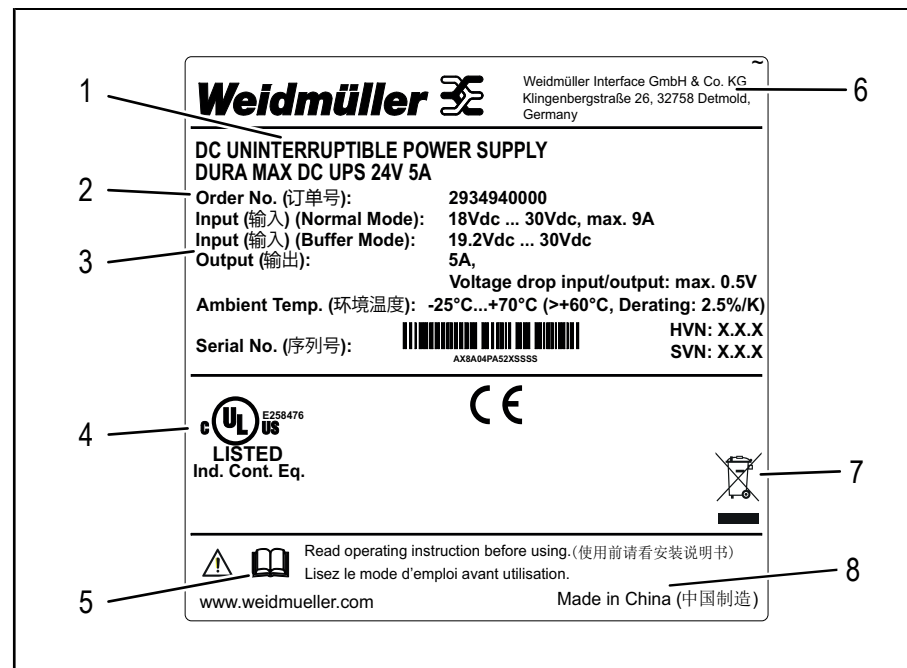 Weidmüller
Weidmüller Interface GmbH & Co. KG
Klingenbergstraße 26, 32758 Detmold,
Germany
~
1
6
DC UNINTERRUPTIBLE POWER SUPPLY
DURA MAX DC UPS 24V 5A
2
Order No. (订单号): 2934940000
Input (输入) (Normal Mode): 18Vdc ... 30Vdc, max. 9A
Input (输入) (Buffer Mode): 19.2Vdc ... 30Vdc
3
Output (输出): 5A,
Voltage drop input/output: max. 0.5V
Ambient Temp. (环境温度): -25°C...+70°C (>+60°C, Derating: 2.5%/K)
Serial No. (序列号):
AX8A04PA52XSSSS
HVN: X.X.X
SVN: X.X.X
4
C UL US
E258476
LISTED
Ind. Cont. Eq.
CE
7
5
Read operating instruction before using.(使用前请看安装说明书)
Lisez le mode d'emploi avant utilisation.
8
www.weidmueller.com
Made in China (中国制造)